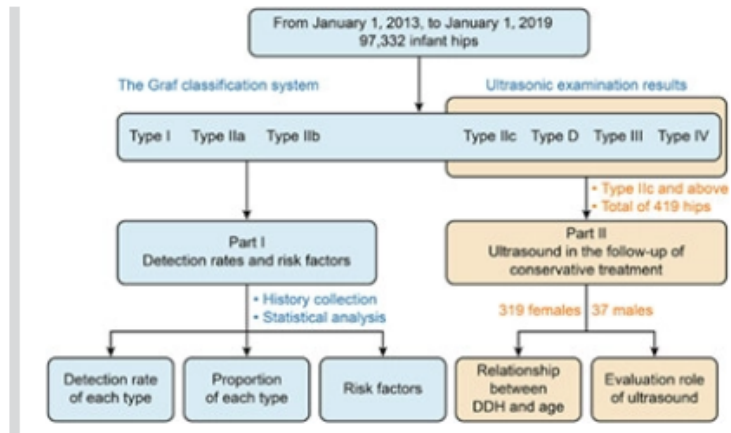 From January 1, 2013, to January 1, 2019
97,332 infant hips
The Graf classification system
Ultrasonic examination results
Type I Type IIa Type IIb Type IIc Type D Type III Type IV
• Type IIc and above
• Total of 419 hips
Part I
Detection rates and risk factors
Part II
Ultrasound in the follow-up of
conservative treatment
• History collection
• Statistical analysis
319 females 37 males
Detection rate
of each type
Proportion
of each type
Risk factors
Relationship
between
DDH and age
Evaluation role
of ultrasound